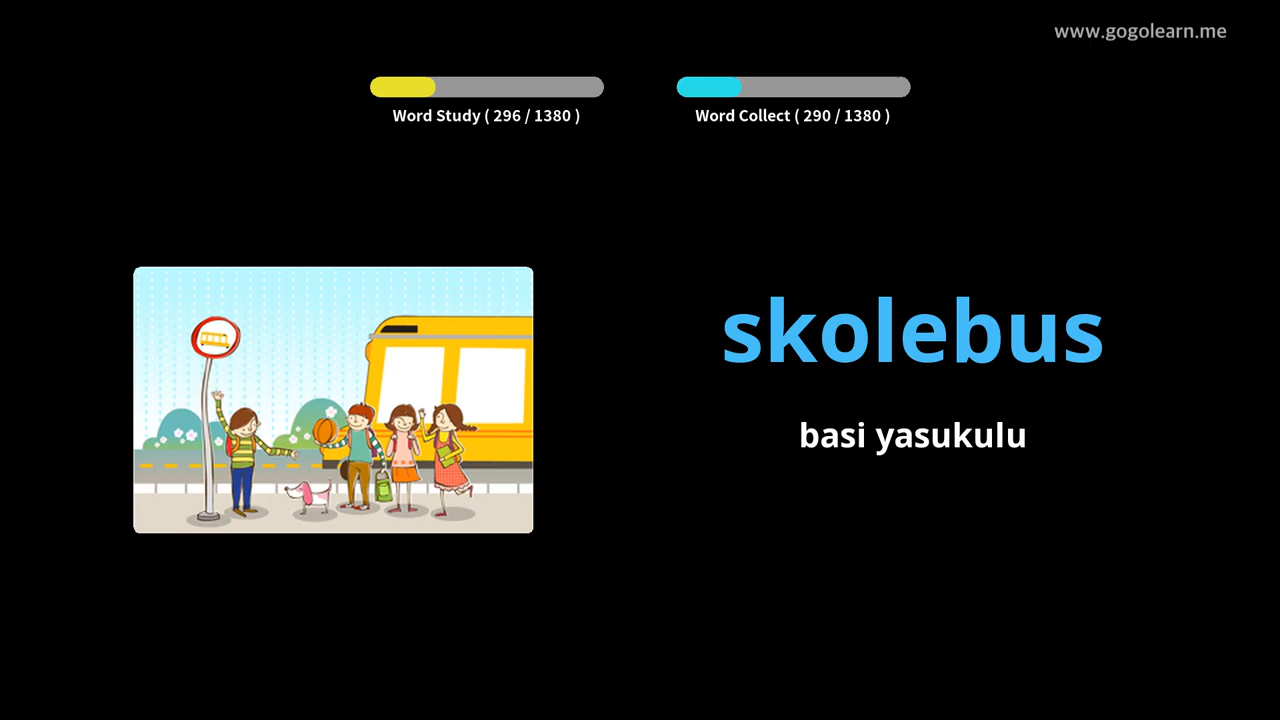 www.gogolearn.me
Word Study ( 296 / 1380 )
Word Collect ( 290 / 1380 )
skolebus
basi yasukulu